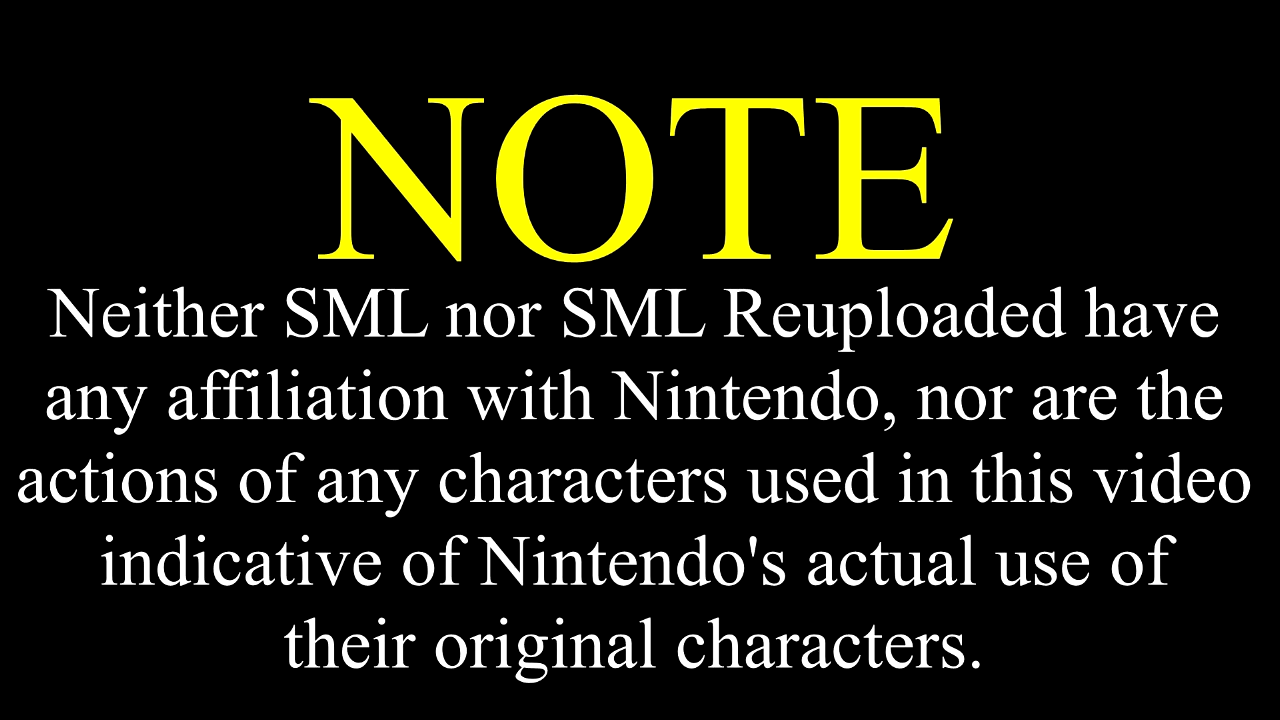 NOTE
Neither SML nor SML Reuploaded have
any affiliation with Nintendo, nor are the
actions of any characters used in this video
indicative of Nintendo's actual use of
their original characters.